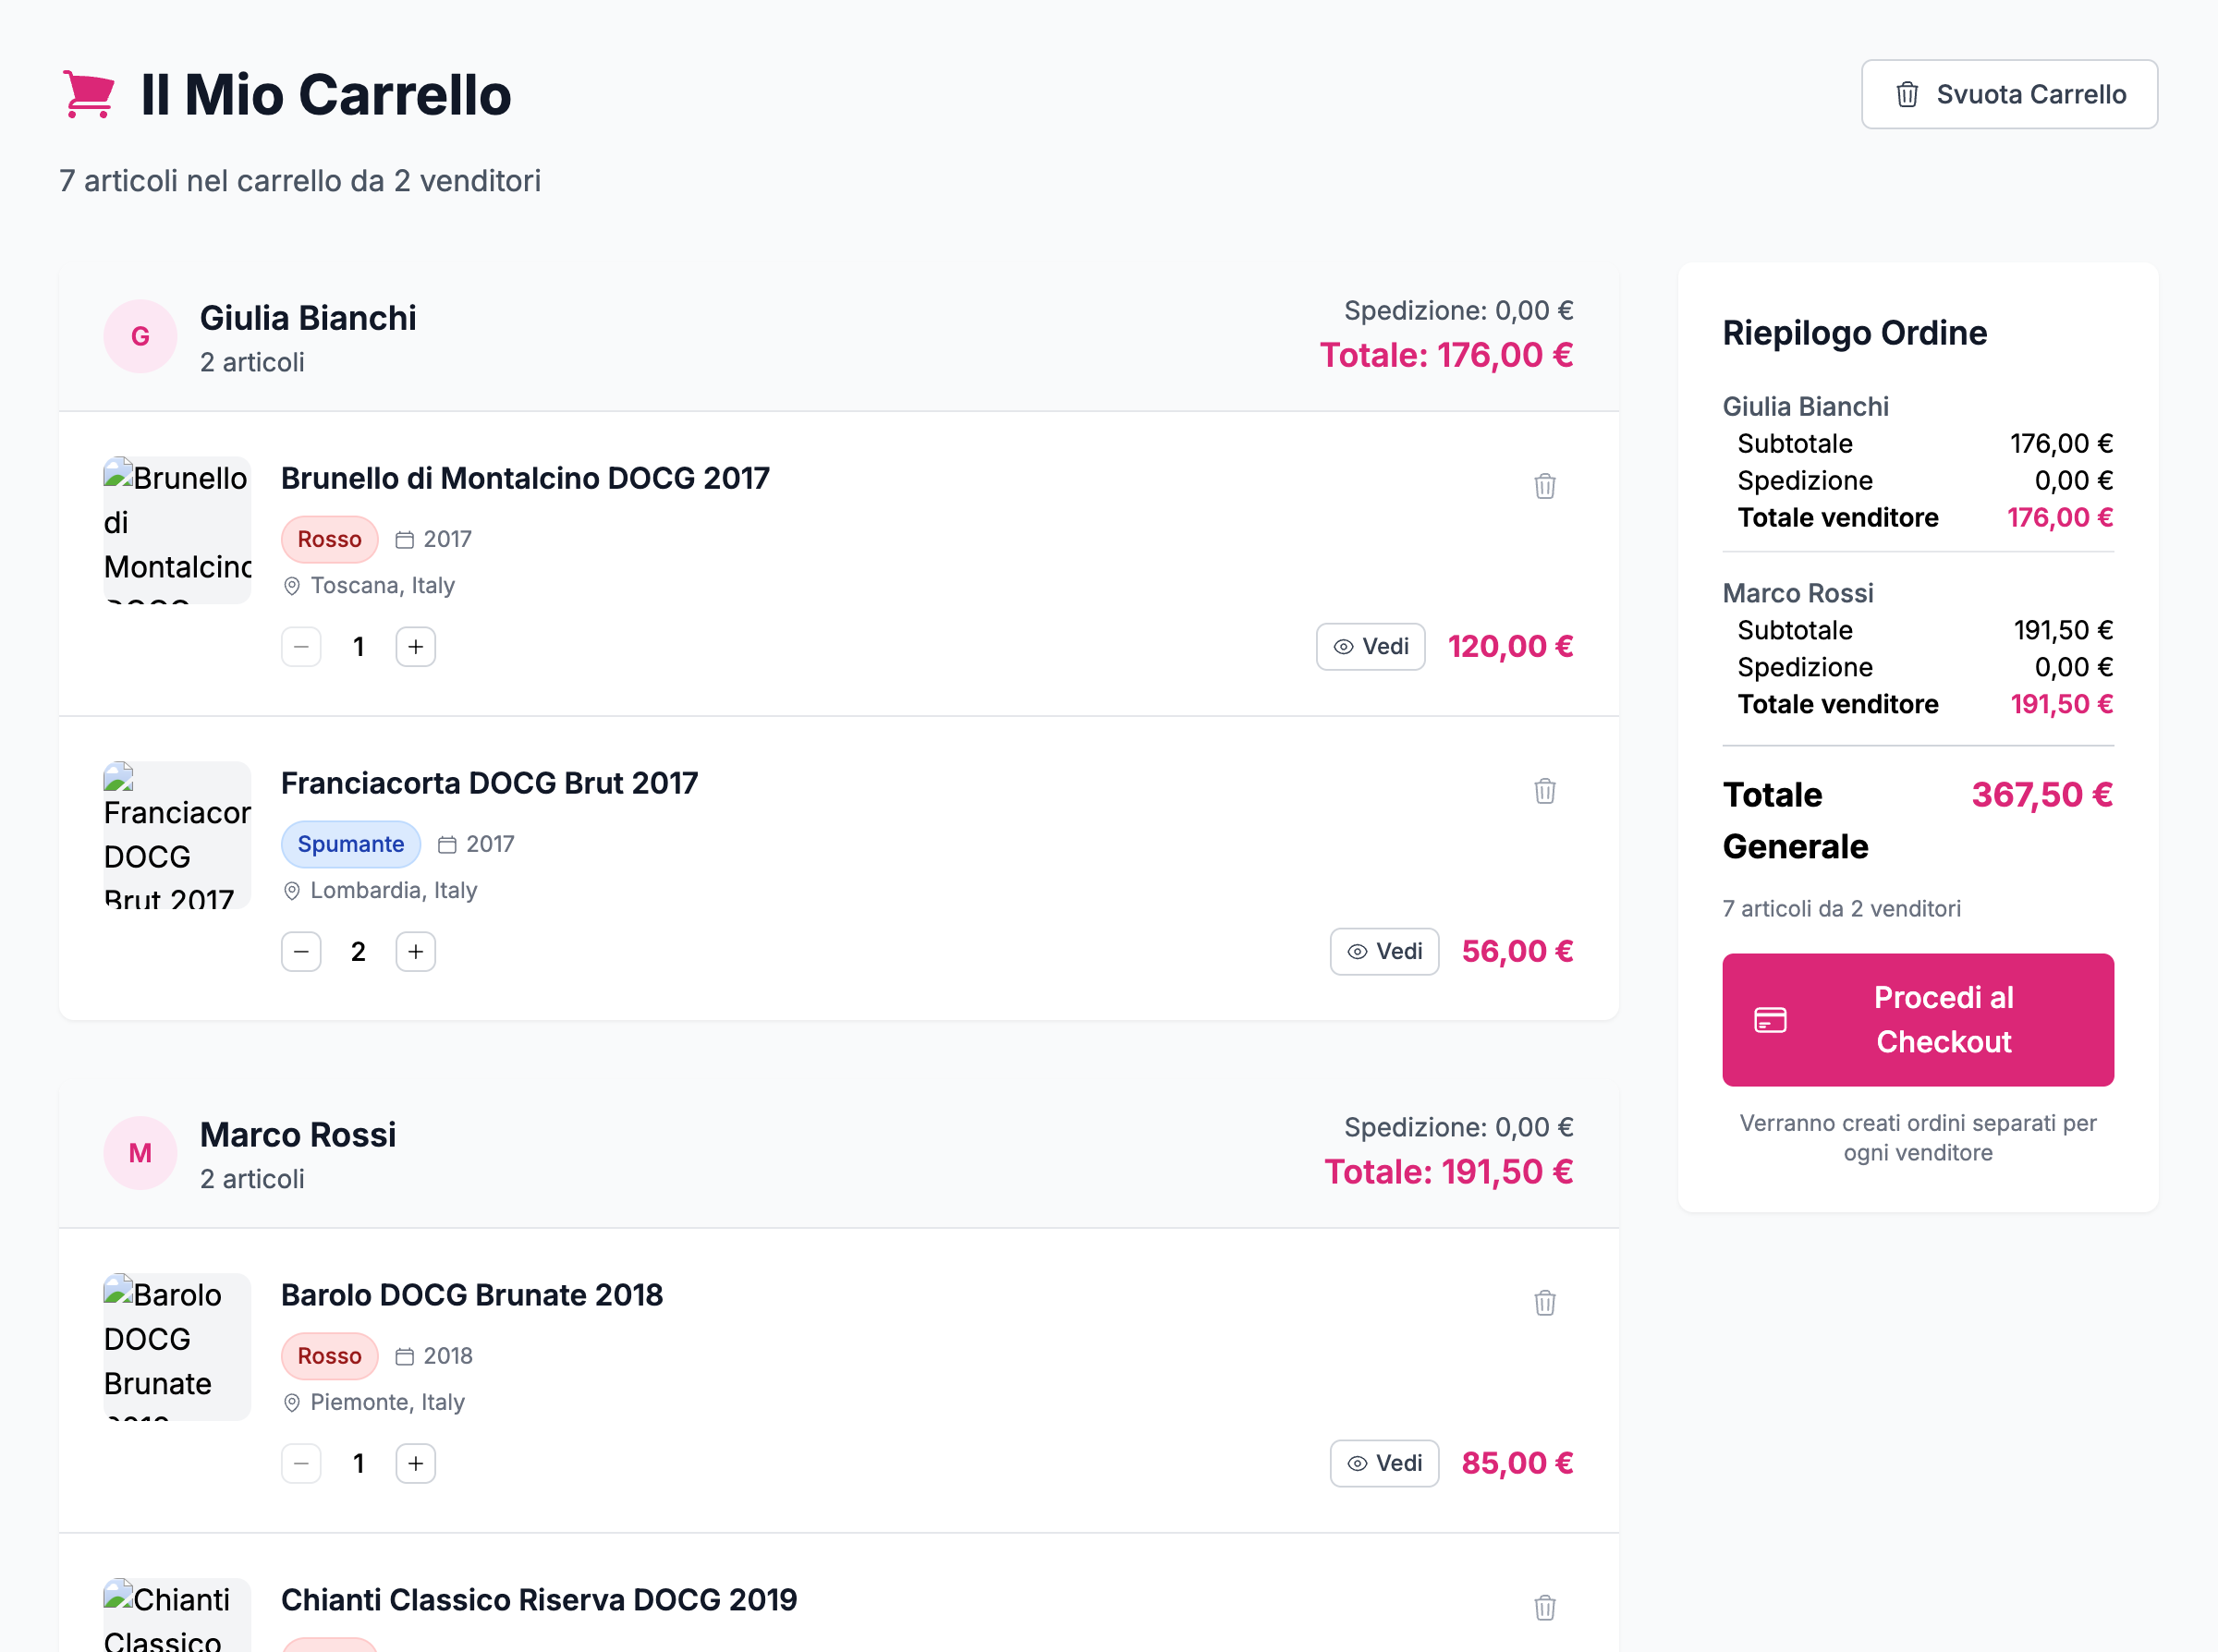 Il Mio Carrello
Svuota Carrello
7 articoli nel carrello da 2 venditori
G
Giulia Bianchi
2 articoli
Spedizione: 0,00 €
Totale: 176,00 €
Brunello
di
Montalcino
DOCG
Brunello di Montalcino DOCG 2017
Rosso
2017
Toscana, Italy
1
Vedi
120,00 €
Franciacor
DOCG
Brut 2017
Franciacorta DOCG Brut 2017
Spumante
2017
Lombardia, Italy
2
Vedi
56,00 €
M
Marco Rossi
2 articoli
Spedizione: 0,00 €
Totale: 191,50 €
Barolo
DOCG
Brunate
Barolo DOCG Brunate 2018
Rosso
2018
Piemonte, Italy
1
Vedi
85,00 €
Chianti
Classico
Chianti Classico Riserva DOCG 2019
Riepilogo Ordine
Giulia Bianchi
Subtotale 176,00 €
Spedizione 0,00 €
Totale venditore 176,00 €
Marco Rossi
Subtotale 191,50 €
Spedizione 0,00 €
Totale venditore 191,50 €
Totale 367,50 €
Generale
7 articoli da 2 venditori
Procedi al
Checkout
Verranno creati ordini separati per
ogni venditore